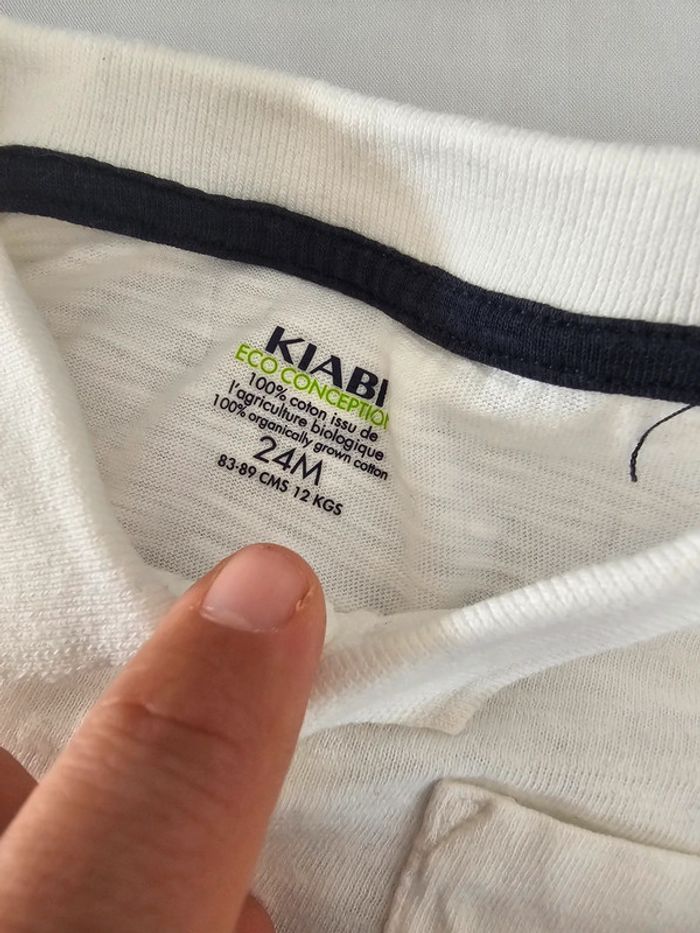 KIABI
ECO CONCEPTION
100% coton issu de
l'agriculture biologique
100% organically grown cotton
24M
83-89 CMS 12 KGS